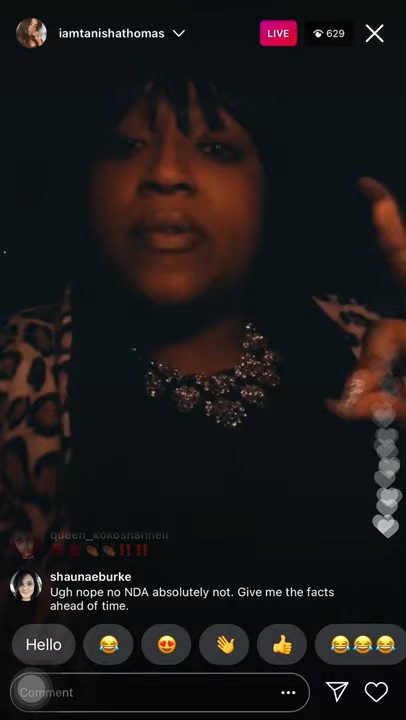 iamtanishathomas
LIVE
629
queen_kokoshannell
shaunaeburke
Ugh nope no NDA absolutely not. Give me the facts
ahead of time.
Hello
Comment